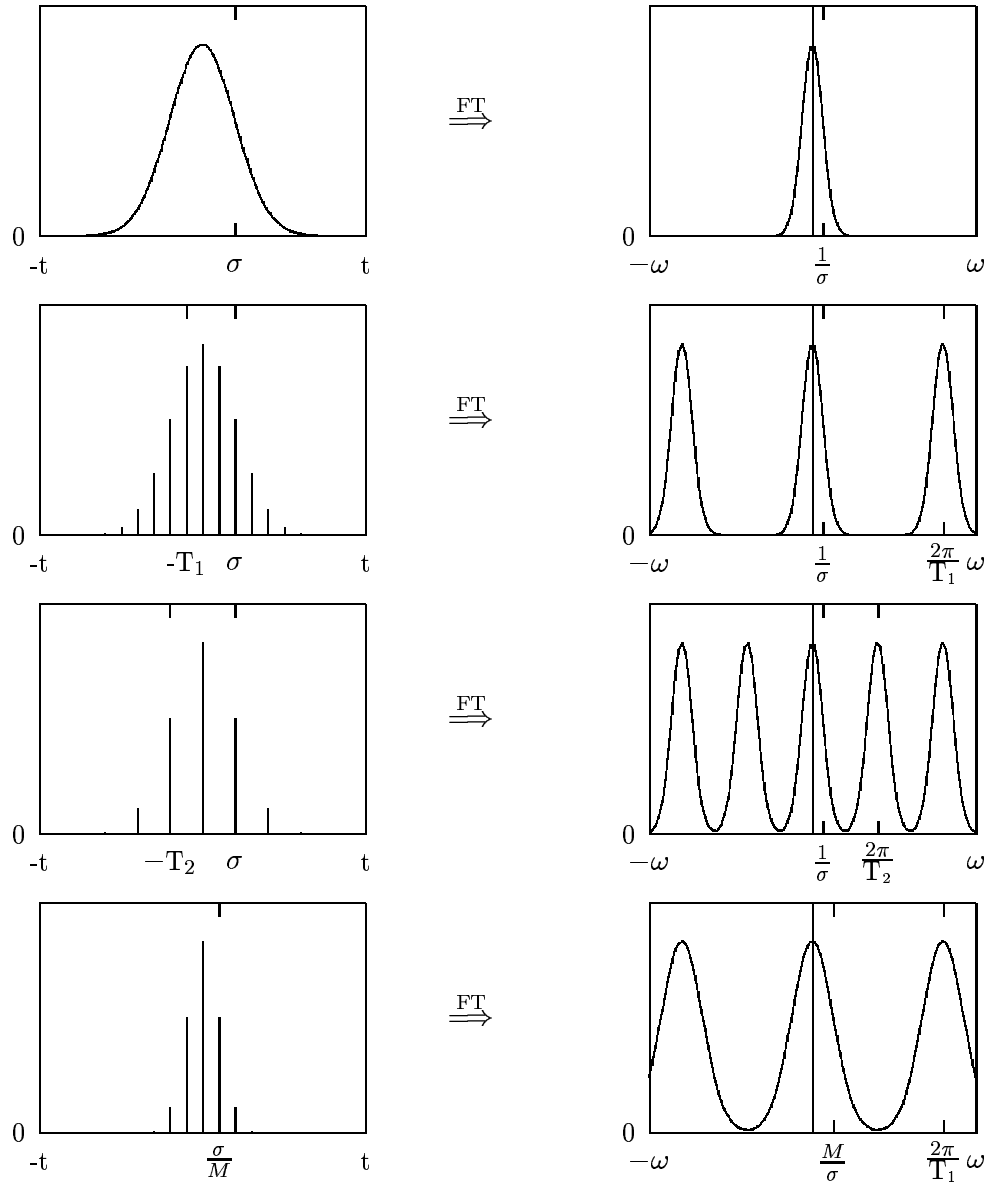 FT
⟹
0 0
-t σ t −ω 1/σ ω
FT
⟹
0 0
-t -T₁ σ t −ω 1/σ 2π/T₁ ω
FT
⟹
0 0
-t −T₂ σ t −ω 1/σ 2π/T₂ ω
FT
⟹
0 0
-t σ/M t −ω M/σ 2π/T₁ ω